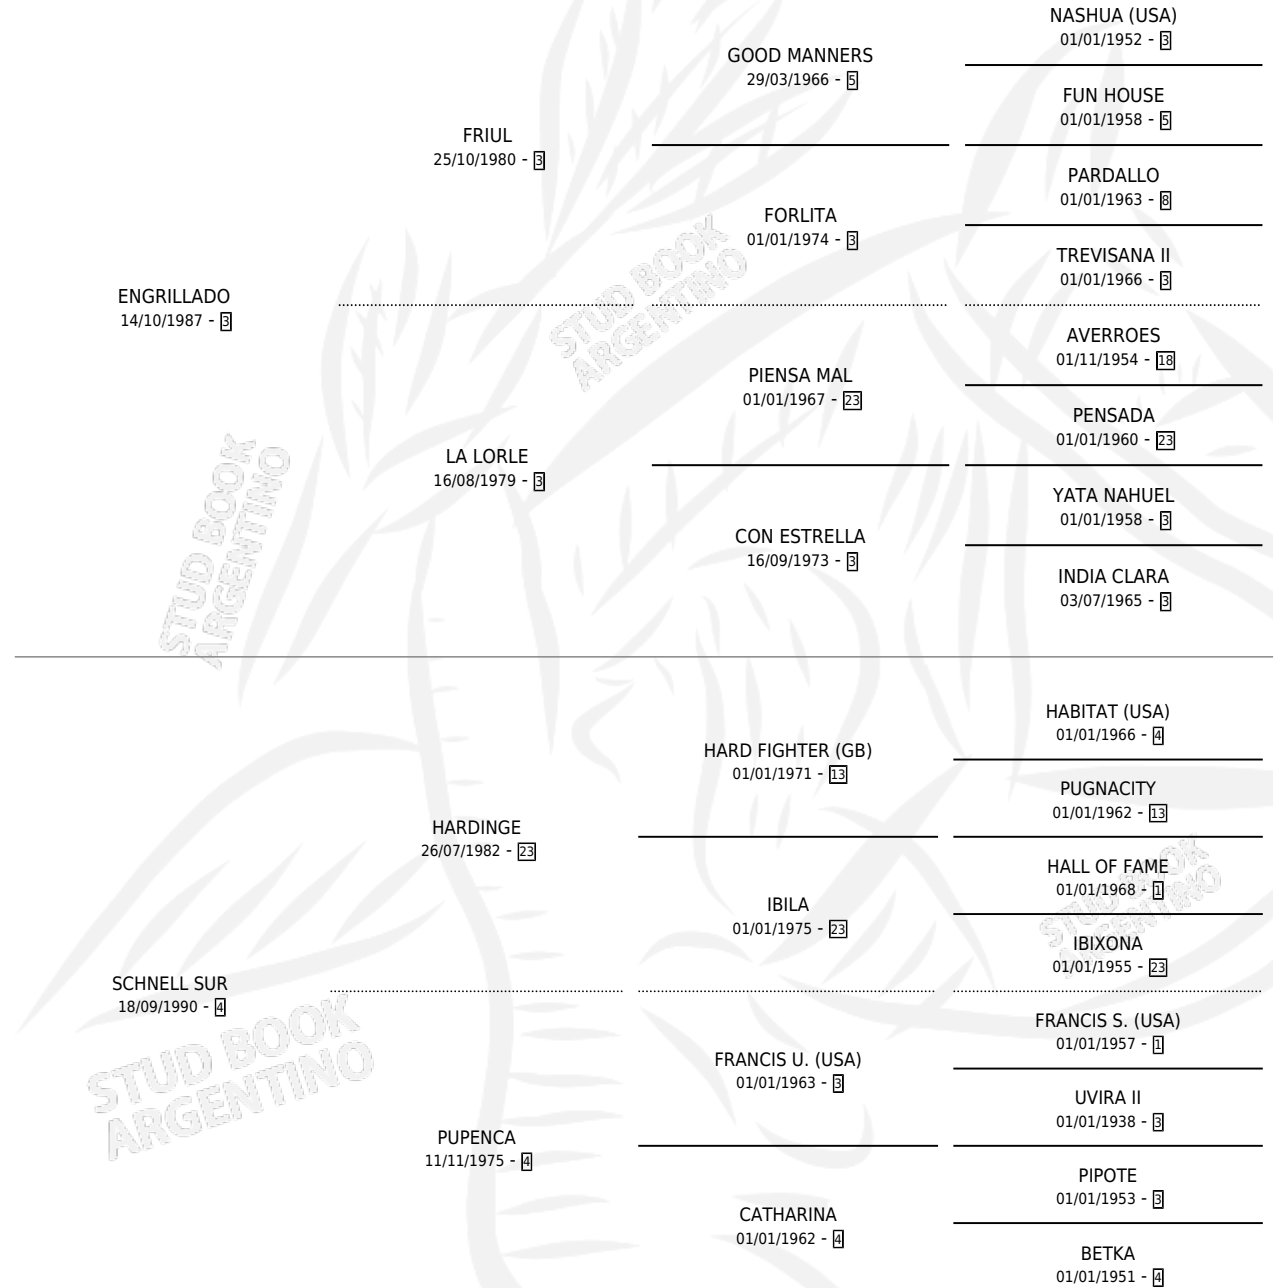 NASHUA (USA)
01/01/1952 - 3
GOOD MANNERS
29/03/1966 - 5
FUN HOUSE
01/01/1958 - 5
FRIUL
25/10/1980 - 3
PARDALLO
01/01/1963 - 8
FORLITA
01/01/1974 - 3
TREVISANA II
01/01/1966 - 3
ENGRILLADO
14/10/1987 - 3
AVERROES
01/11/1954 - 18
PIENSA MAL
01/01/1967 - 23
PENSADA
01/01/1960 - 23
LA LORLE
16/08/1979 - 3
YATA NAHUEL
01/01/1958 - 3
CON ESTRELLA
16/09/1973 - 3
INDIA CLARA
03/07/1965 - 3
HABITAT (USA)
01/01/1966 - 4
HARD FIGHTER (GB)
01/01/1971 - 13
PUGNACITY
01/01/1962 - 13
HARDINGE
26/07/1982 - 23
HALL OF FAME
01/01/1968 - 1
IBILA
01/01/1975 - 23
IBIXONA
01/01/1955 - 23
SCHNELL SUR
18/09/1990 - 4
FRANCIS S. (USA)
01/01/1957 - 1
FRANCIS U. (USA)
01/01/1963 - 3
UVIRA II
01/01/1938 - 3
PUPENCA
11/11/1975 - 4
PIPOTE
01/01/1953 - 3
CATHARINA
01/01/1962 - 4
BETKA
01/01/1951 - 4
STUD BOOK
ARGENTINO
STUD BOOK
ARGENTINO
STUD BOOK
ARGENTINO
STUD BOOK
ARGENTINO